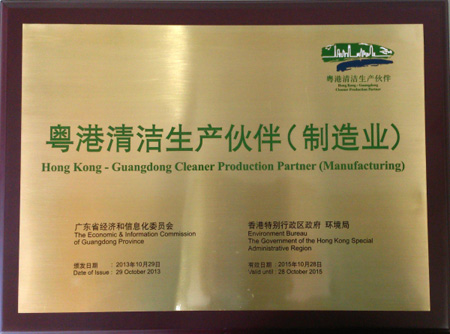 粤港清洁生产伙伴
Hong Kong - Guangdong
Cleaner Production Partner
粤港清洁生产伙伴（制造业）
Hong Kong - Guangdong Cleaner Production Partner (Manufacturing)
广东省经济和信息化委员会
The Economic & Information Commission
of Guangdong Province
颁发日期 : 2013年10月29日
Date of Issue : 29 October 2013
香港特别行政区政府 环境局
Environment Bureau
The Government of the Hong Kong Special
Administrative Region
有效日期 : 2015年10月28日
Valid until : 28 October 2015